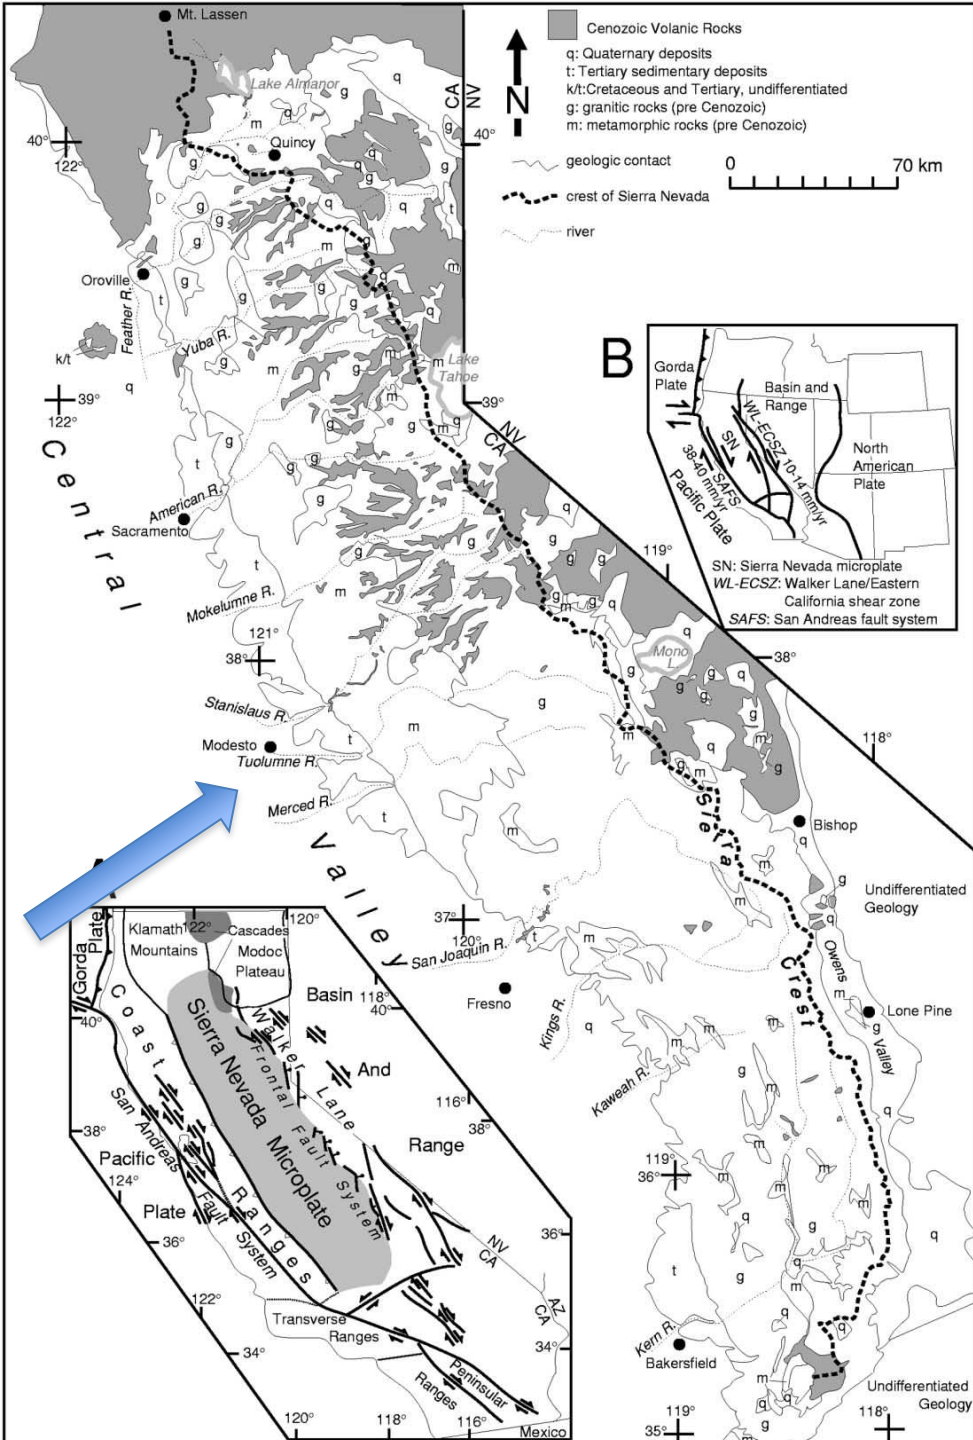 Mt. Lassen
Lake Almanor
Quincy
CA
NV
40°
122°
40°
Cenozoic Volanic Rocks
q: Quaternary deposits
t: Tertiary sedimentary deposits
k/t:Cretaceous and Tertiary, undifferentiated
g: granitic rocks (pre Cenozoic)
m: metamorphic rocks (pre Cenozoic)
geologic contact
crest of Sierra Nevada
river
N
0 70 km
Oroville
Feather R.
Yuba R.
k/t
q
39°
122°
Lake
Tahoe
39°
NV
CA
American R.
Sacramento
Mokelumne R.
121°
38°
Stanislaus R.
Modesto
Tuolumne R.
Merced R.
Central
Valley
Mono
L.
119°
38°
118°
Sierra
Crest
Bishop
Undifferentiated
Geology
Owens
Valley
Lone Pine
37°
120°
San Joaquin R.
Fresno
Kings R.
Kaweah R.
119°
36°
Kern R.
Bakersfield
Undifferentiated
Geology
35°
119°
118°
B
Gorda
Plate
Basin and
Range
North
American
Plate
WL-ECSZ 10-14 mm/yr
SN
SAFS
38-40 mm/yr
Pacific Plate
SN: Sierra Nevada microplate
WL-ECSZ: Walker Lane/Eastern
California shear zone
SAFS: San Andreas fault system
Gorda
Plate
Klamath
Mountains
122°
120°
Cascades
Modoc
Plateau
Basin
And
Range
118°
40°
40°
Coast
Ranges
Sierra Nevada Microplate
Walker
Lane
Frontal Fault System
San Andreas
Fault
System
38°
124°
Pacific
Plate
36°
122°
34°
116°
38°
NV
CA
36°
AZ
CA
34°
Transverse
Ranges
Peninsular
Ranges
120°
118°
116°
Mexico